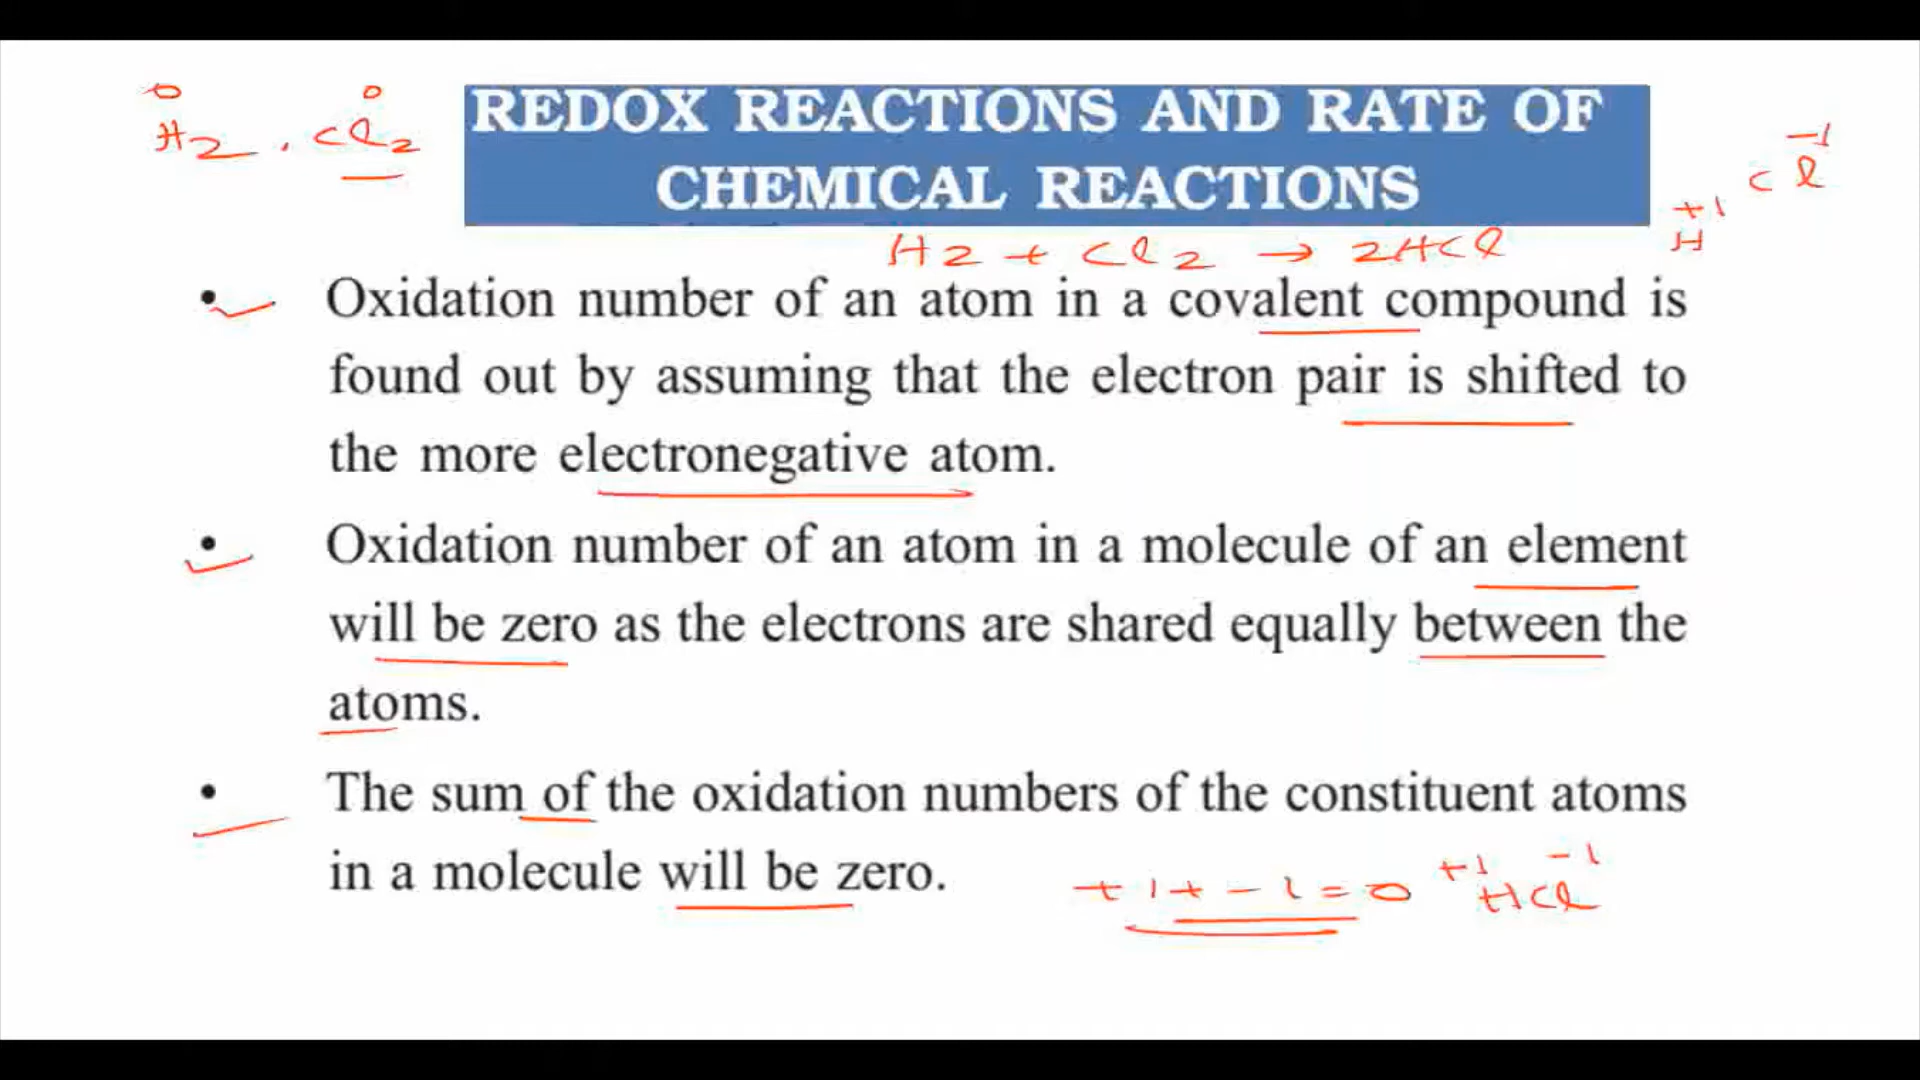 0 0
H2 . Cl2
REDOX REACTIONS AND RATE OF
CHEMICAL REACTIONS
-1
Cl
+1
H
H2 + Cl2 → 2HCl
• Oxidation number of an atom in a covalent compound is
found out by assuming that the electron pair is shifted to
the more electronegative atom.
• Oxidation number of an atom in a molecule of an element
will be zero as the electrons are shared equally between the
atoms.
• The sum of the oxidation numbers of the constituent atoms
in a molecule will be zero.
+1 -1
+1+-1=0 HCl